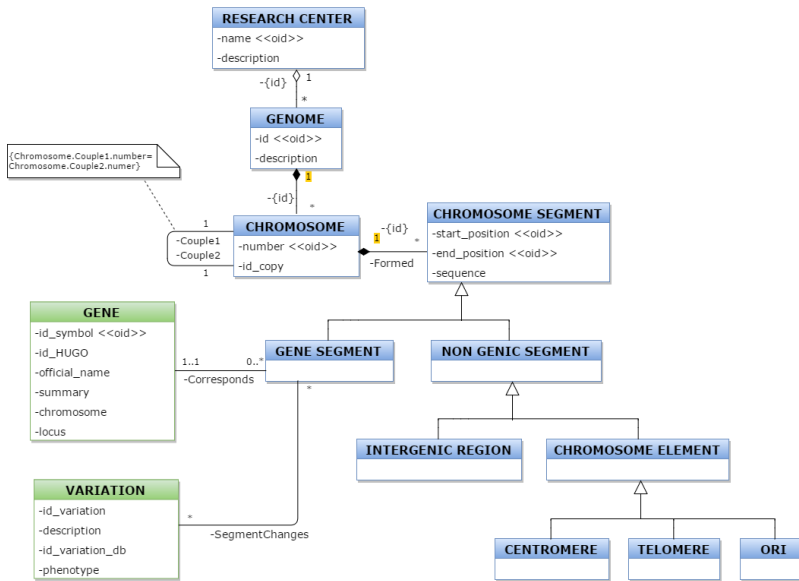 RESEARCH CENTER
-name <<oid>>
-description
-{id}
1
*
GENOME
-id <<oid>>
-description
1
-{id}
*
{Chromosome.Couple1.number=
Chromosome.Couple2.numer}
1
-Couple1
-Couple2
1
CHROMOSOME
-number <<oid>>
-id_copy
-{id}
1
*
-Formed
CHROMOSOME SEGMENT
-start_position <<oid>>
-end_position <<oid>>
-sequence
GENE
-id_symbol <<oid>>
-id_HUGO
-official_name
-summary
-chromosome
-locus
1..1
0..*
-Corresponds
GENE SEGMENT
*
NON GENIC SEGMENT
INTERGENIC REGION
CHROMOSOME ELEMENT
VARIATION
-id_variation
-description
-id_variation_db
-phenotype
*
-SegmentChanges
CENTROMERE
TELOMERE
ORI